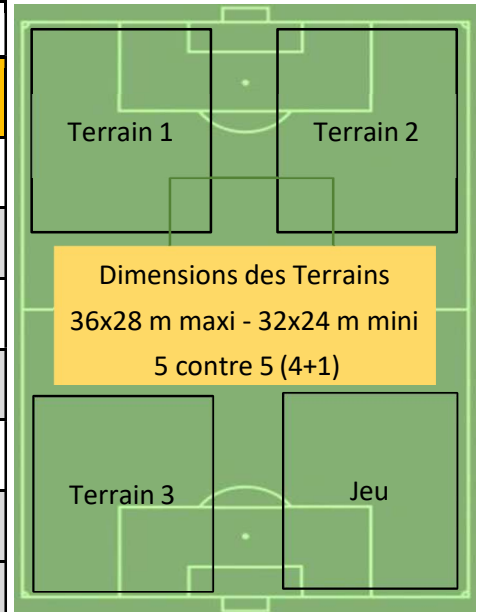 Terrain 1
Terrain 2
Dimensions des Terrains
36x28 m maxi - 32x24 m mini
5 contre 5 (4+1)
Terrain 3
Jeu